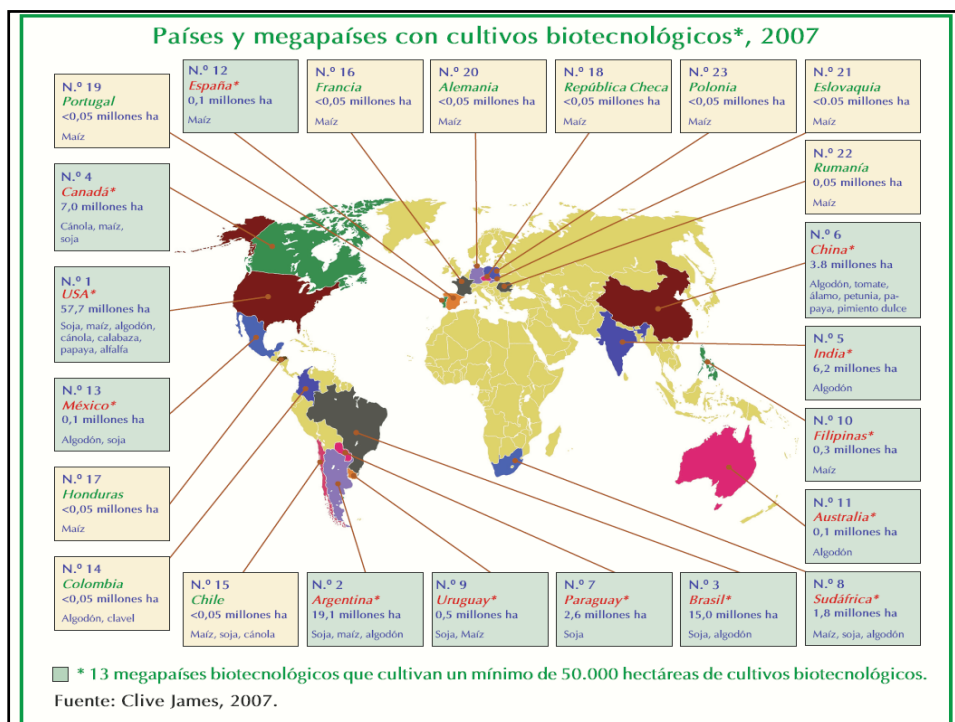 Países y megapaíses con cultivos biotecnológicos*, 2007
N.º 19
Portugal
<0,05 millones ha
Maíz
N.º 12
España*
0,1 millones ha
Maíz
N.º 16
Francia
<0,05 millones ha
Maíz
N.º 20
Alemania
<0,05 millones ha
Maíz
N.º 18
República Checa
<0,05 millones ha
Maíz
N.º 23
Polonia
<0,05 millones ha
Maíz
N.º 21
Eslovaquia
<0.05 millones ha
Maíz
N.º 4
Canadá*
7,0 millones ha
Cánola, maíz,
soja
N.º 22
Rumanía
0,05 millones ha
Maíz
N.º 1
USA*
57,7 millones ha
Soja, maíz, algodón,
cánola, calabaza,
papaya, alfalfa
N.º 6
China*
3.8 millones ha
Algodón, tomate,
álamo, petunia, pa-
paya, pimiento dulce
N.º 5
India*
6,2 millones ha
Algodón
N.º 13
México*
0,1 millones ha
Algodón, soja
N.º 10
Filipinas*
0,3 millones ha
Maíz
N.º 17
Honduras
<0,05 millones ha
Maíz
N.º 11
Australia*
0,1 millones ha
Algodón
N.º 14
Colombia
<0,05 millones ha
Algodón, clavel
N.º 15
Chile
<0,05 millones ha
Maíz, soja, cánola
N.º 2
Argentina*
19,1 millones ha
Soja, maíz, algodón
N.º 9
Uruguay*
0,5 millones ha
Soja, Maíz
N.º 7
Paraguay*
2,6 millones ha
Soja
N.º 3
Brasil*
15,0 millones ha
Soja, algodón
N.º 8
Sudáfrica*
1,8 millones ha
Maíz, soja, algodón
* 13 megapaíses biotecnológicos que cultivan un mínimo de 50.000 hectáreas de cultivos biotecnológicos.
Fuente: Clive James, 2007.